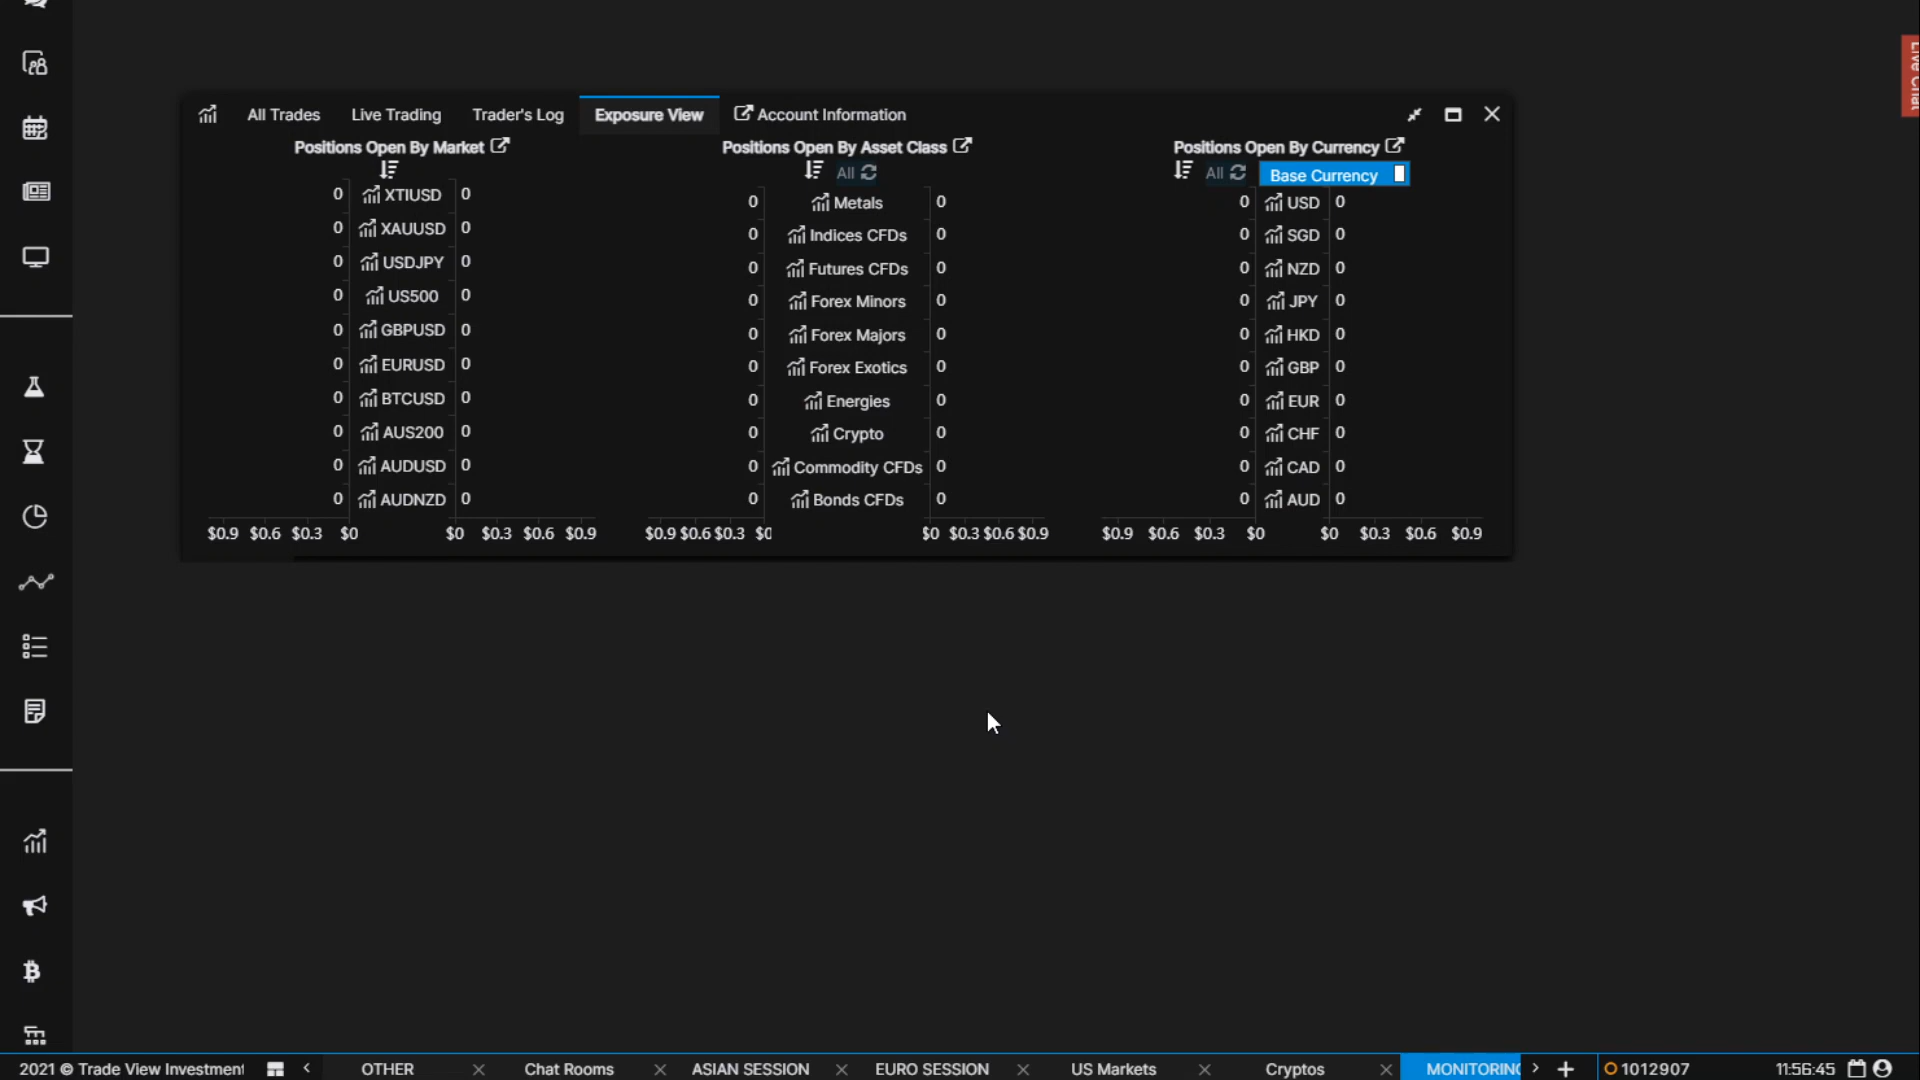 Live Chat
All Trades Live Trading Trader's Log Exposure View Account Information
Positions Open By Market
0 XTIUSD 0
0 XAUUSD 0
0 USDJPY 0
0 US500 0
0 GBPUSD 0
0 EURUSD 0
0 BTCUSD 0
0 AUS200 0
0 AUDUSD 0
0 AUDNZD 0
$0.9 $0.6 $0.3 $0 $0 $0.3 $0.6 $0.9
Positions Open By Asset Class
All
0 Metals 0
0 Indices CFDs 0
0 Futures CFDs 0
0 Forex Minors 0
0 Forex Majors 0
0 Forex Exotics 0
0 Energies 0
0 Crypto 0
0 Commodity CFDs 0
0 Bonds CFDs 0
$0.9 $0.6 $0.3 $0 $0 $0.3 $0.6 $0.9
Positions Open By Currency
All Base Currency
0 USD 0
0 SGD 0
0 NZD 0
0 JPY 0
0 HKD 0
0 GBP 0
0 EUR 0
0 CHF 0
0 CAD 0
0 AUD 0
$0.9 $0.6 $0.3 $0 $0 $0.3 $0.6 $0.9
2021 © Trade View Investment OTHER Chat Rooms ASIAN SESSION EURO SESSION US Markets Cryptos MONITORING 1012907 11:56:45